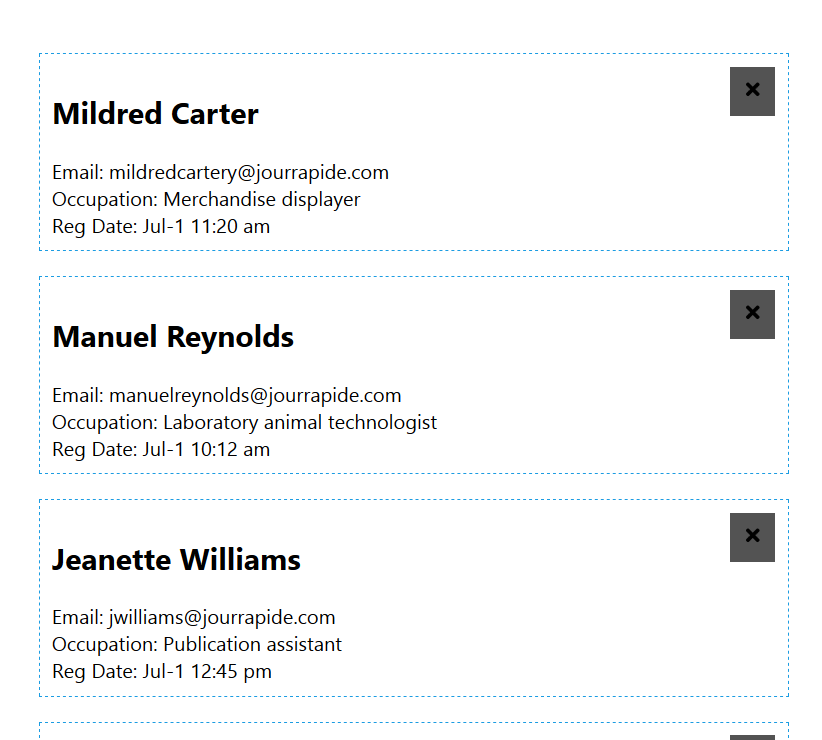 Mildred Carter
Email: mildredcartery@jourrapide.com
Occupation: Merchandise displayer
Reg Date: Jul-1 11:20 am
Manuel Reynolds
Email: manuelreynolds@jourrapide.com
Occupation: Laboratory animal technologist
Reg Date: Jul-1 10:12 am
Jeanette Williams
Email: jwilliams@jourrapide.com
Occupation: Publication assistant
Reg Date: Jul-1 12:45 pm